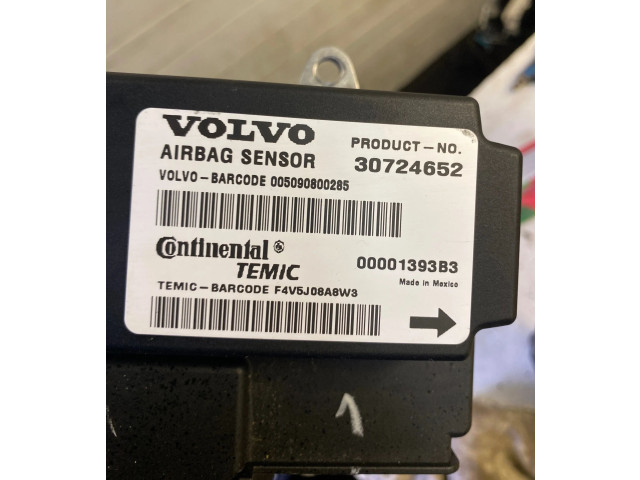 VOLVO
AIRBAG SENSOR
PRODUCT-NO.
30724652
VOLVO-BARCODE 005090800285
Continental
TEMIC
00001393B3
Made in Mexico
TEMIC-BARCODE F4V5J08A8W3
1